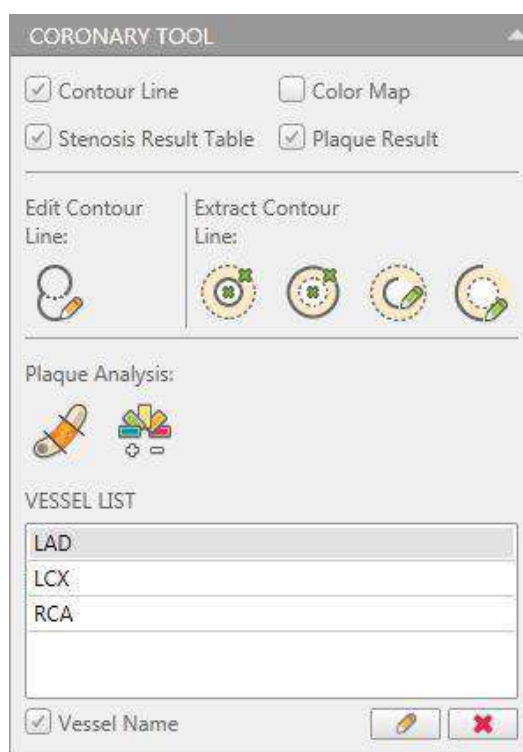 CORONARY TOOL
Contour Line Color Map
Stenosis Result Table Plaque Result
Edit Contour
Line:
Extract Contour
Line:
Plaque Analysis:
VESSEL LIST
LAD
LCX
RCA
Vessel Name